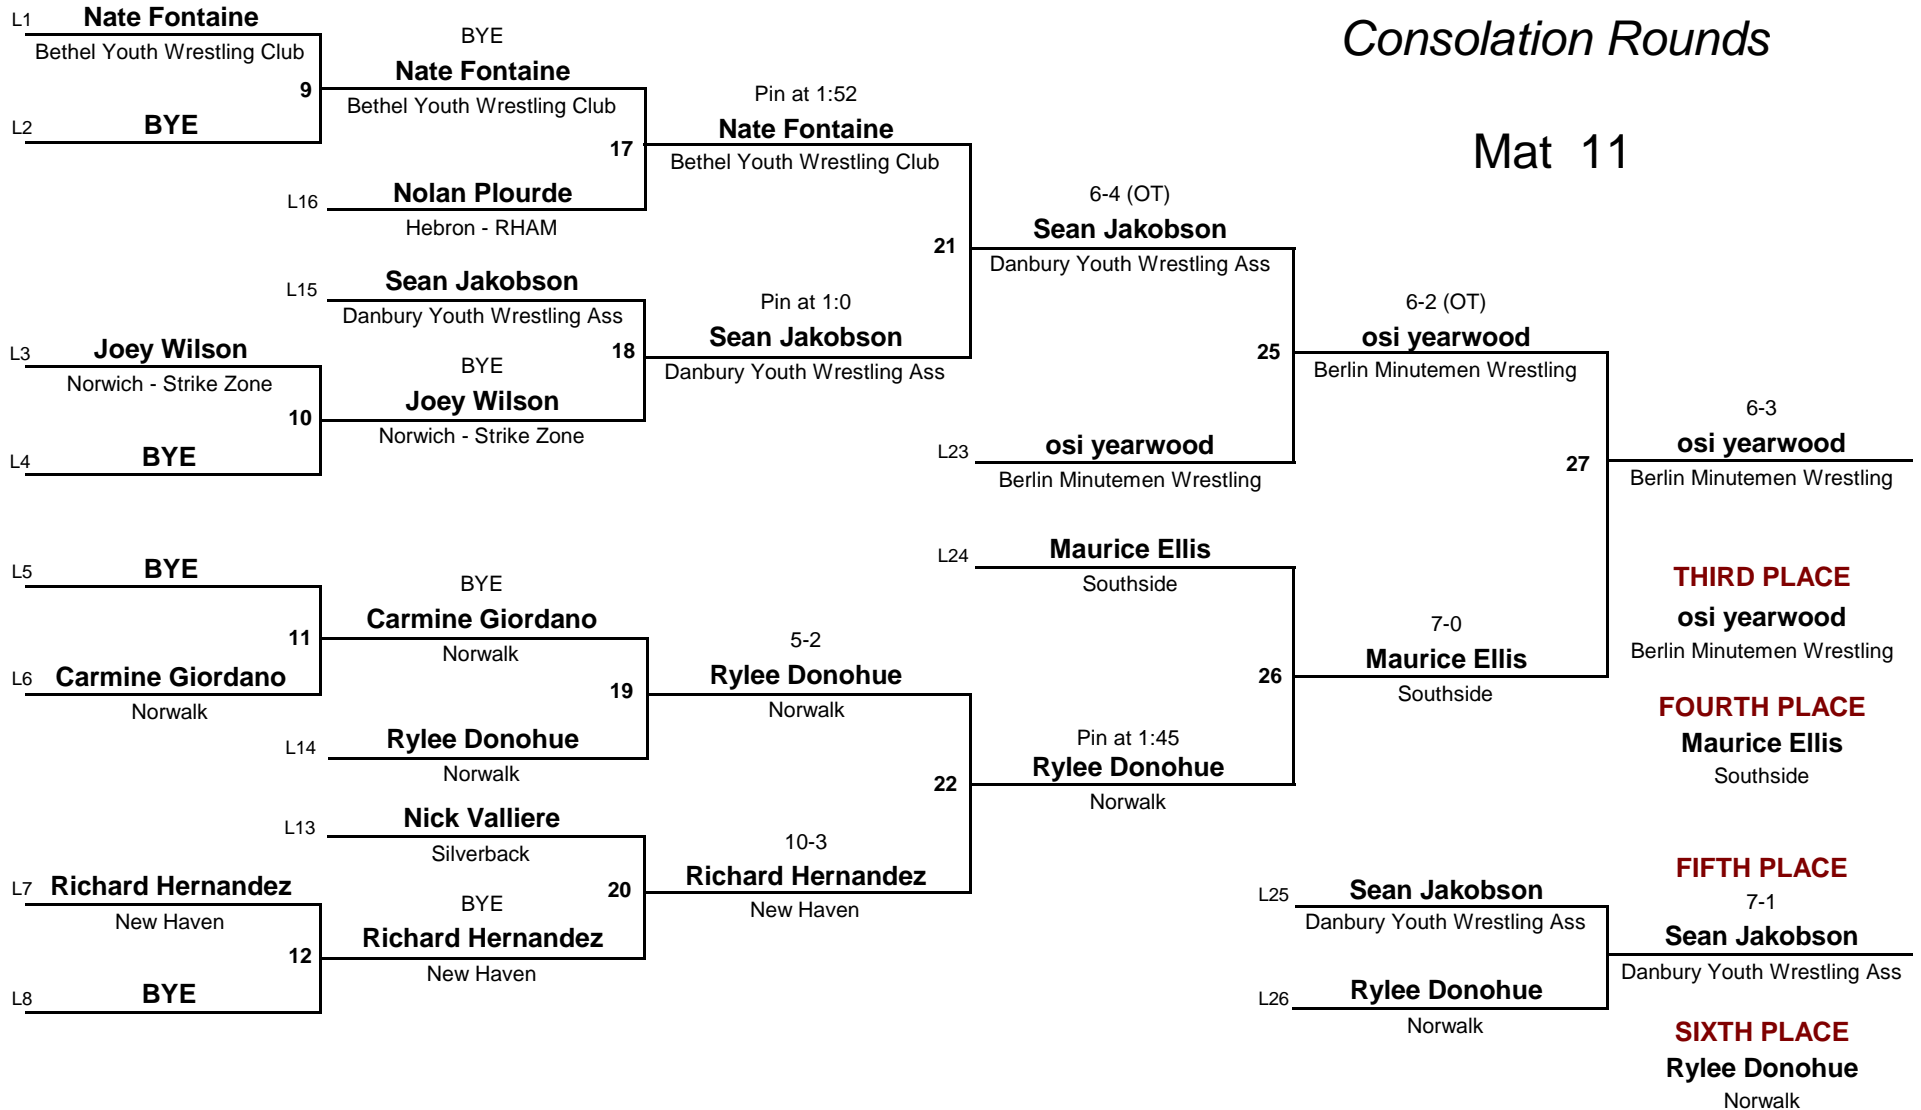 Consolation Rounds
Mat 11
L1 Nate Fontaine
Bethel Youth Wrestling Club
9
L2 BYE
BYE
Nate Fontaine
Bethel Youth Wrestling Club
17
L16 Nolan Plourde
Hebron - RHAM
Pin at 1:52
Nate Fontaine
Bethel Youth Wrestling Club
21
L15 Sean Jakobson
Danbury Youth Wrestling Ass
18
L3 Joey Wilson
Norwich - Strike Zone
10
L4 BYE
BYE
Joey Wilson
Norwich - Strike Zone
Pin at 1:0
Sean Jakobson
Danbury Youth Wrestling Ass
6-4 (OT)
Sean Jakobson
Danbury Youth Wrestling Ass
25
L23 osi yearwood
Berlin Minutemen Wrestling
6-2 (OT)
osi yearwood
Berlin Minutemen Wrestling
27
6-3
osi yearwood
Berlin Minutemen Wrestling
L5 BYE
11
L6 Carmine Giordano
Norwalk
BYE
Carmine Giordano
Norwalk
19
L14 Rylee Donohue
Norwalk
5-2
Rylee Donohue
Norwalk
22
L13 Nick Valliere
Silverback
20
L7 Richard Hernandez
New Haven
12
L8 BYE
BYE
Richard Hernandez
New Haven
10-3
Richard Hernandez
New Haven
L24 Maurice Ellis
Southside
26
Pin at 1:45
Rylee Donohue
Norwalk
7-0
Maurice Ellis
Southside
THIRD PLACE
osi yearwood
Berlin Minutemen Wrestling
FOURTH PLACE
Maurice Ellis
Southside
L25 Sean Jakobson
Danbury Youth Wrestling Ass
L26 Rylee Donohue
Norwalk
FIFTH PLACE
7-1
Sean Jakobson
Danbury Youth Wrestling Ass
SIXTH PLACE
Rylee Donohue
Norwalk